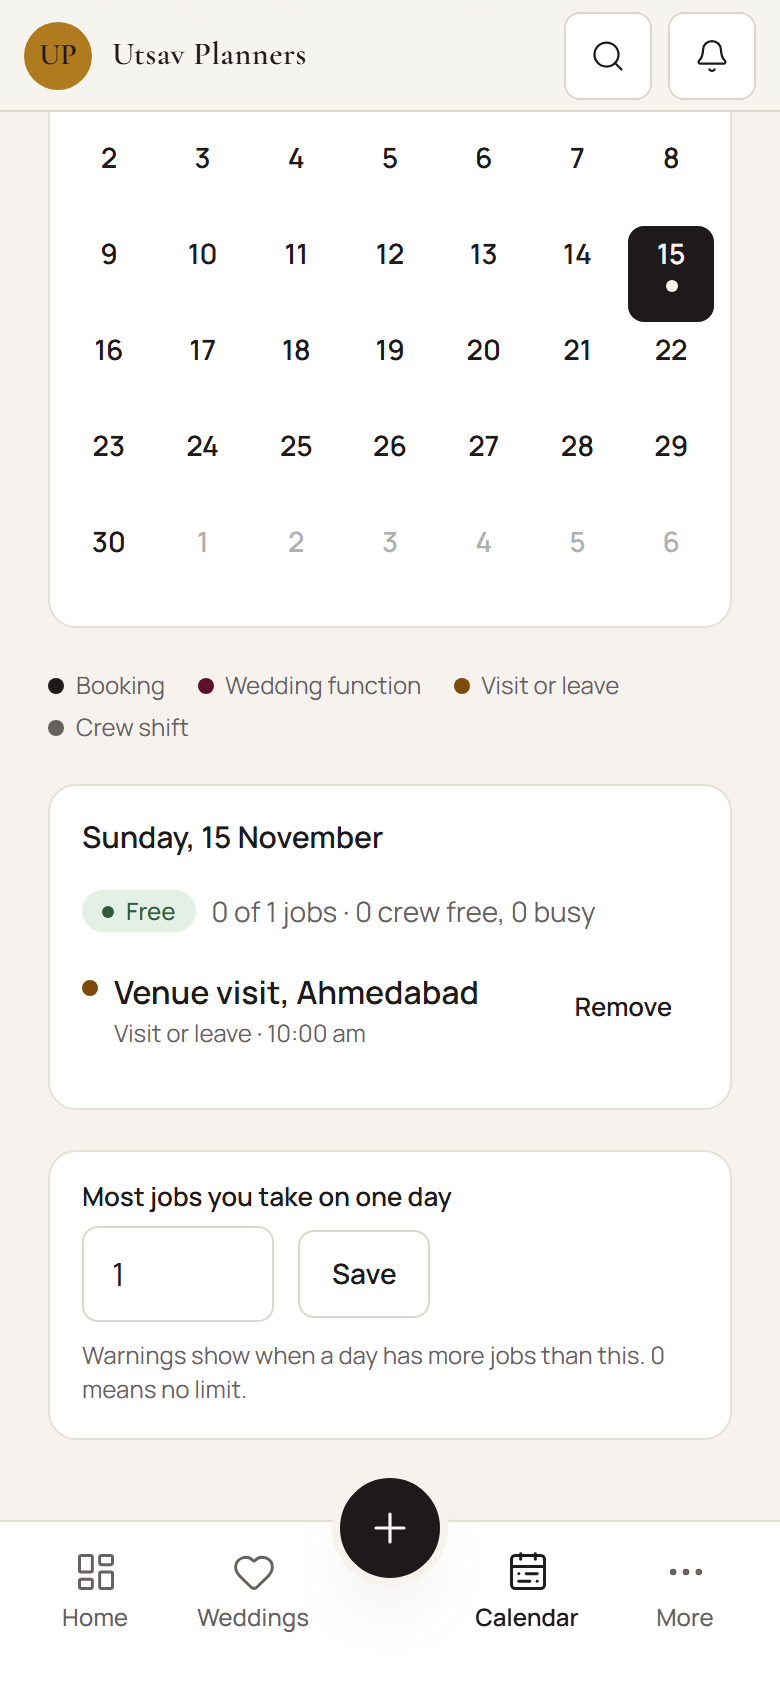 UP Utsav Planners
2 3 4 5 6 7 8
9 10 11 12 13 14 15
16 17 18 19 20 21 22
23 24 25 26 27 28 29
30 1 2 3 4 5 6
Booking Wedding function Visit or leave
Crew shift
Sunday, 15 November
Free 0 of 1 jobs · 0 crew free, 0 busy
Venue visit, Ahmedabad
Remove
Visit or leave · 10:00 am
Most jobs you take on one day
1 Save
Warnings show when a day has more jobs than this. 0
means no limit.
Home Weddings Calendar More